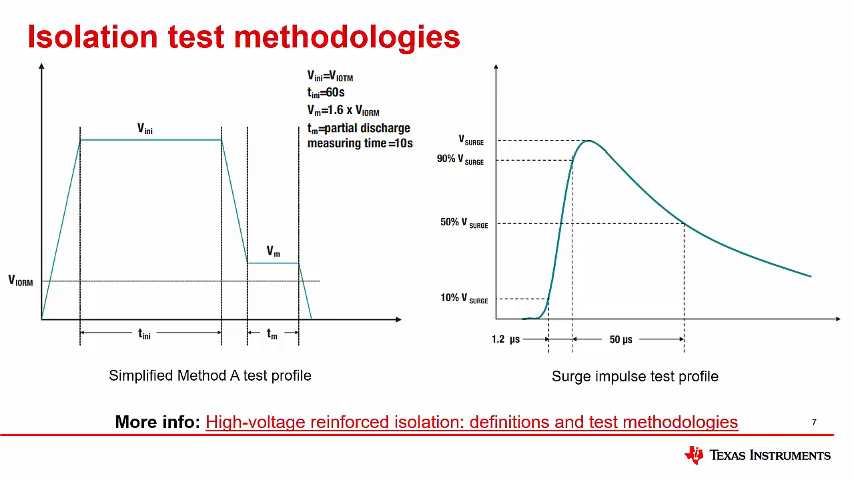 Isolation test methodologies
Vini=VIOTM
tini=60s
Vm=1.6 x VIORM
tm=partial discharge
measuring time=10s
Vini
Vm
VIORM
tini
tm
Simplified Method A test profile
VSURGE
90% VSURGE
50% VSURGE
10% VSURGE
1.2 µs
50 µs
Surge impulse test profile
More info: High-voltage reinforced isolation: definitions and test methodologies
7
TEXAS INSTRUMENTS